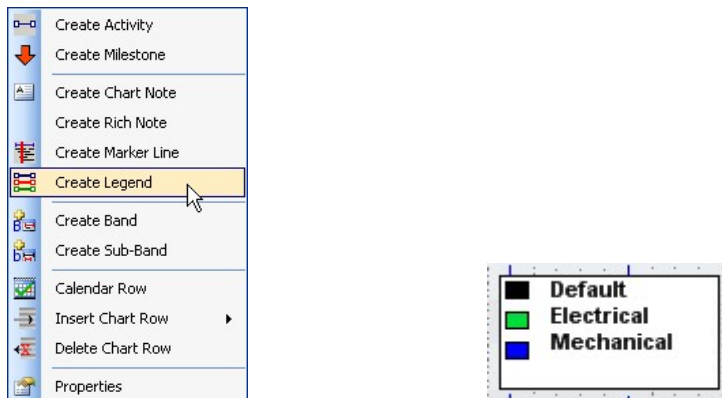 Create Activity
Create Milestone
Create Chart Note
Create Rich Note
Create Marker Line
Create Legend
Create Band
Create Sub-Band
Calendar Row
Insert Chart Row
Delete Chart Row
Properties
Default
Electrical
Mechanical